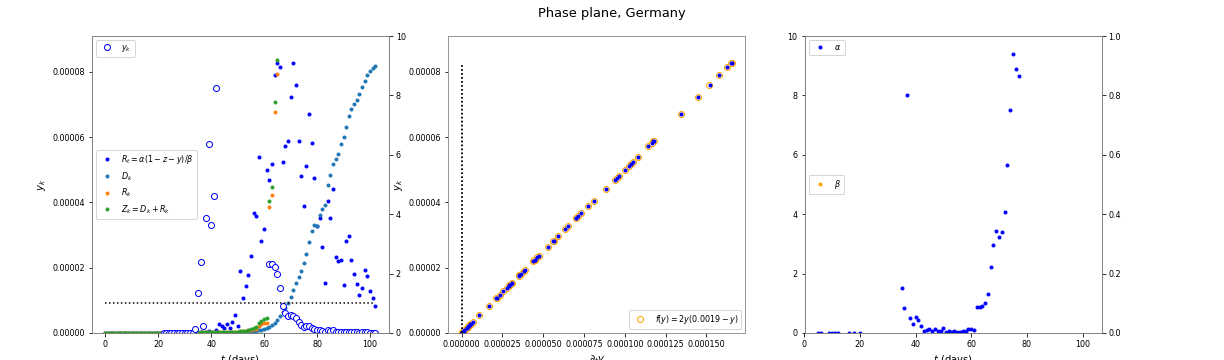 Phase plane, Germany
y_k
0.00008
0.00006
0.00004
0.00002
0.00000
y_k
R_t = α(1 − z − y)/β
D_k
R_k
Z_k = D_k + R_k
0 20 40 60 80 100
t (days)
10
8
6
4
2
0
y_k
0.00008
0.00006
0.00004
0.00002
0.00000
f(y) = 2y(0.0019 − y)
0.000000 0.000025 0.000050 0.000075 0.000100 0.000125 0.000150
10
8
6
4
2
0
α
β
0 20 40 60 80 100
t (days)
1.0
0.8
0.6
0.4
0.2
0.0